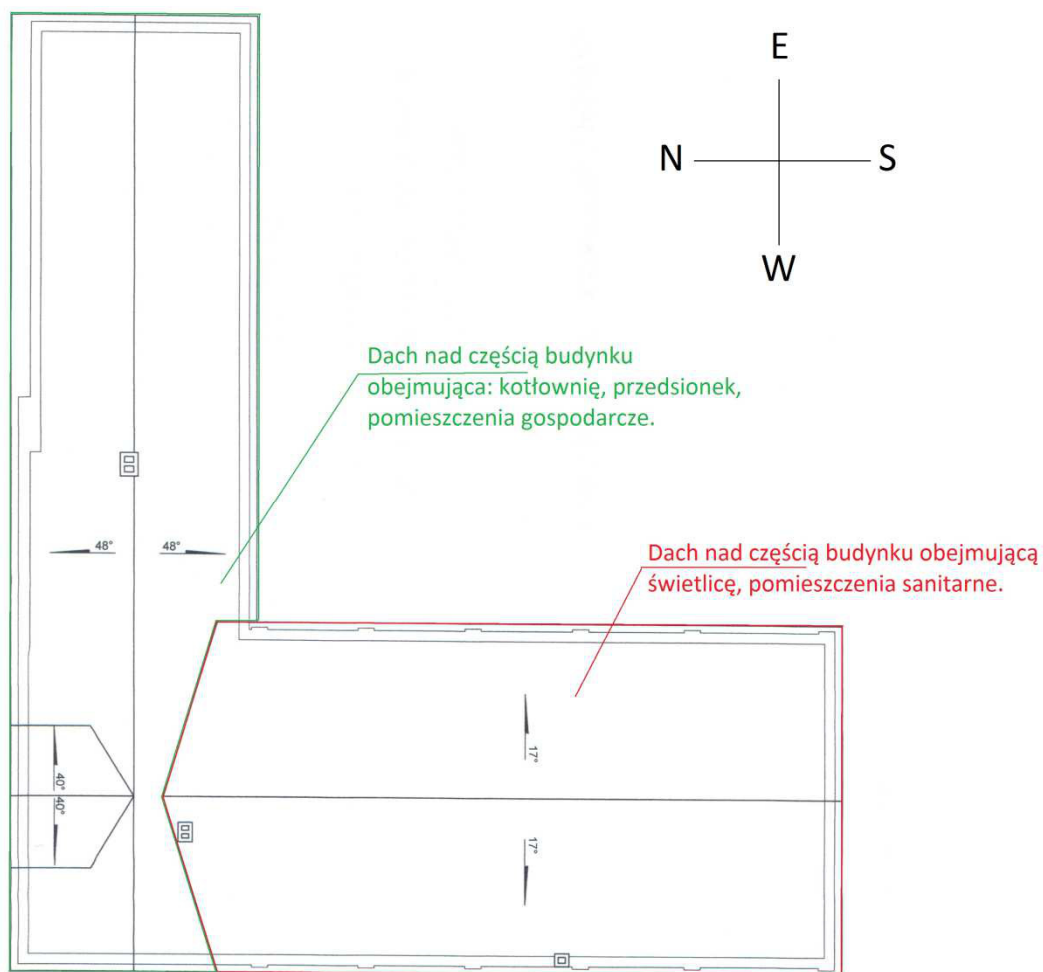 E
N S
W
Dach nad częścią budynku
obejmująca: kotłownię, przedsionek,
pomieszczenia gospodarcze.
48° 48°
Dach nad częścią budynku obejmującą
świetlicę, pomieszczenia sanitarne.
17°
40°
40°
17°